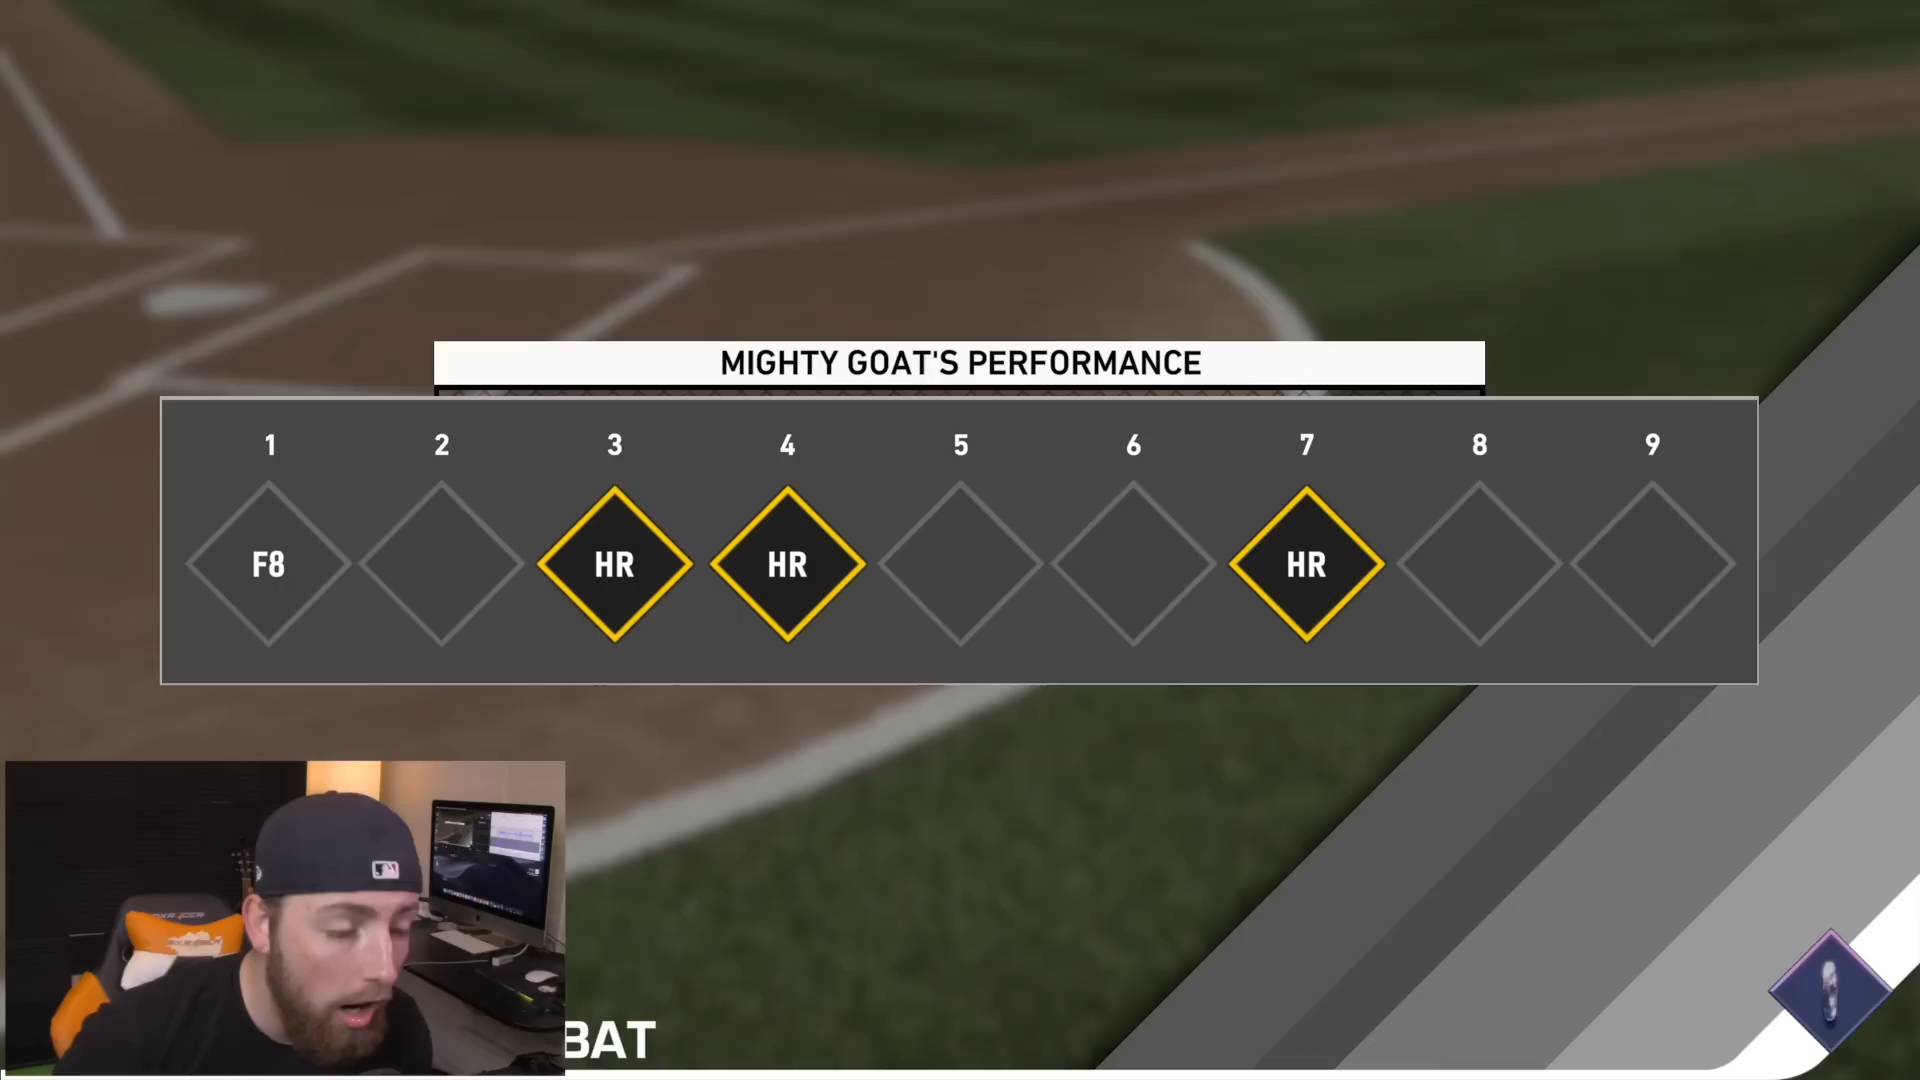 MIGHTY GOAT'S PERFORMANCE
1 2 3 4 5 6 7 8 9
F8 HR HR HR
BAT